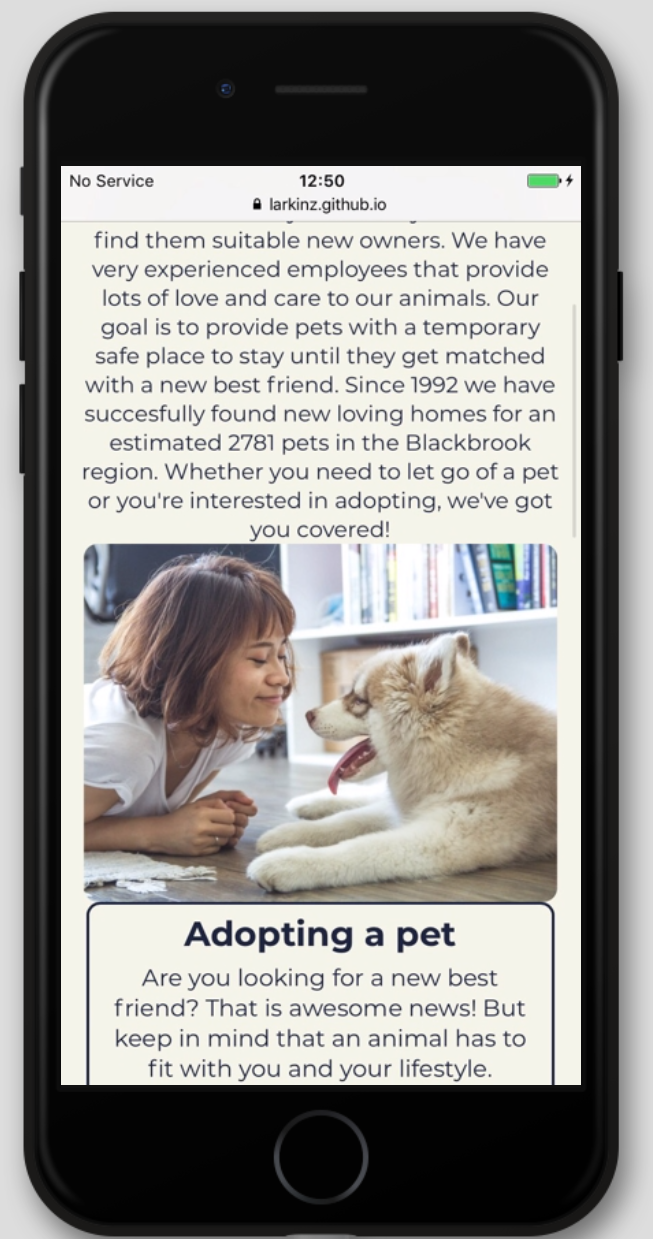 No Service 12:50
larkinz.github.io
find them suitable new owners. We have
very experienced employees that provide
lots of love and care to our animals. Our
goal is to provide pets with a temporary
safe place to stay until they get matched
with a new best friend. Since 1992 we have
succesfully found new loving homes for an
estimated 2781 pets in the Blackbrook
region. Whether you need to let go of a pet
or you're interested in adopting, we've got
you covered!
Adopting a pet
Are you looking for a new best
friend? That is awesome news! But
keep in mind that an animal has to
fit with you and your lifestyle.